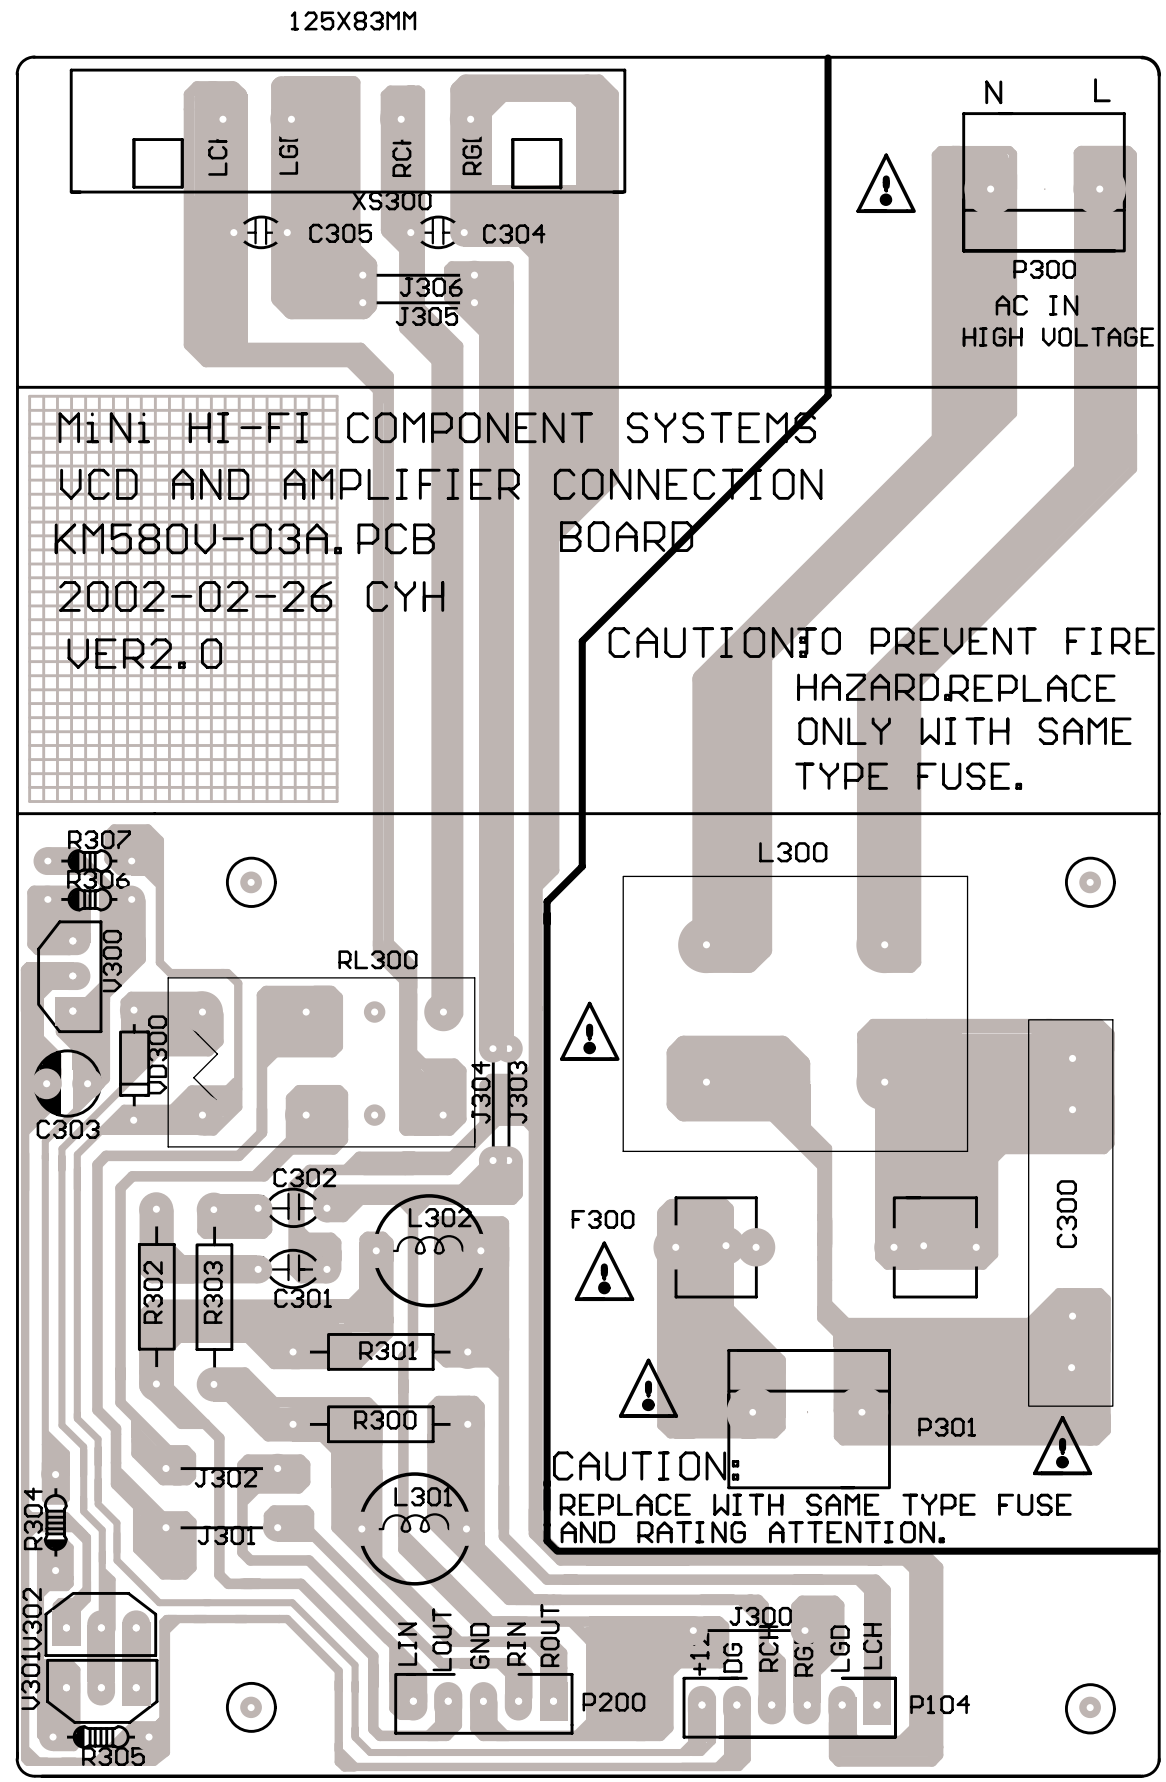 125X83MM
N L
LCH
LGD
RCH
RGD
XS300
C305
C304
J306
J305
P300
AC IN
HIGH VOLTAGE
MiNi HI-FI COMPONENT SYSTEMS
VCD AND AMPLIFIER CONNECTION
KM580V-03A.PCB BOARD
2002-02-26 CYH
VER2.0
CAUTION: TO PREVENT FIRE
HAZARD.REPLACE
ONLY WITH SAME
TYPE FUSE.
R307
R306
L300
V300
RL300
VD300
C303
J304
J303
C302
L302
F300
C300
R302
R303
C301
R301
R300
P301
CAUTION:
REPLACE WITH SAME TYPE FUSE
AND RATING ATTENTION.
J302
L301
R304
J301
V302
V301
LIN
LOUT
GND
RIN
ROUT
J300
+12
DG
RCH
LGD
LCH
P200
P104
R305